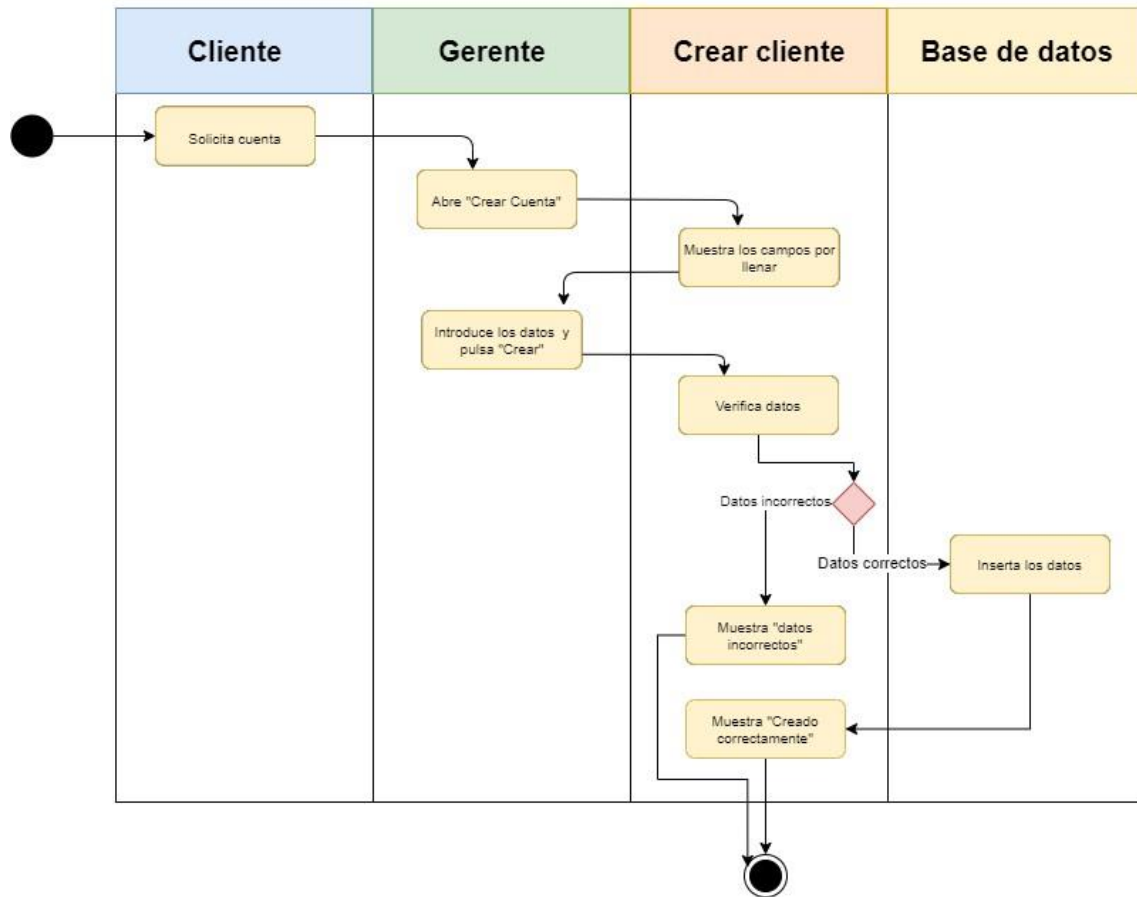 Cliente
Gerente
Crear cliente
Base de datos
Solicita cuenta
Abre "Crear Cuenta"
Muestra los campos por
llenar
Introduce los datos y
pulsa "Crear"
Verifica datos
Datos incorrectos
Datos correctos
Inserta los datos
Muestra "datos
incorrectos"
Muestra "Creado
correctamente"